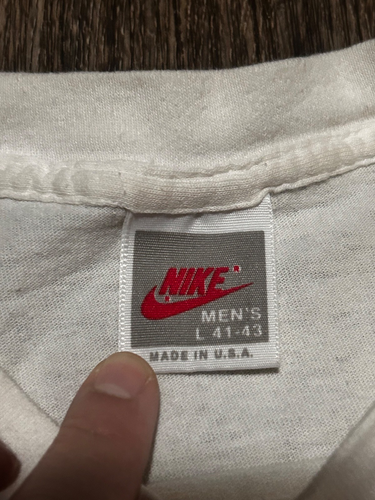 NIKE
MEN'S
L 41-43
MADE IN U.S.A.